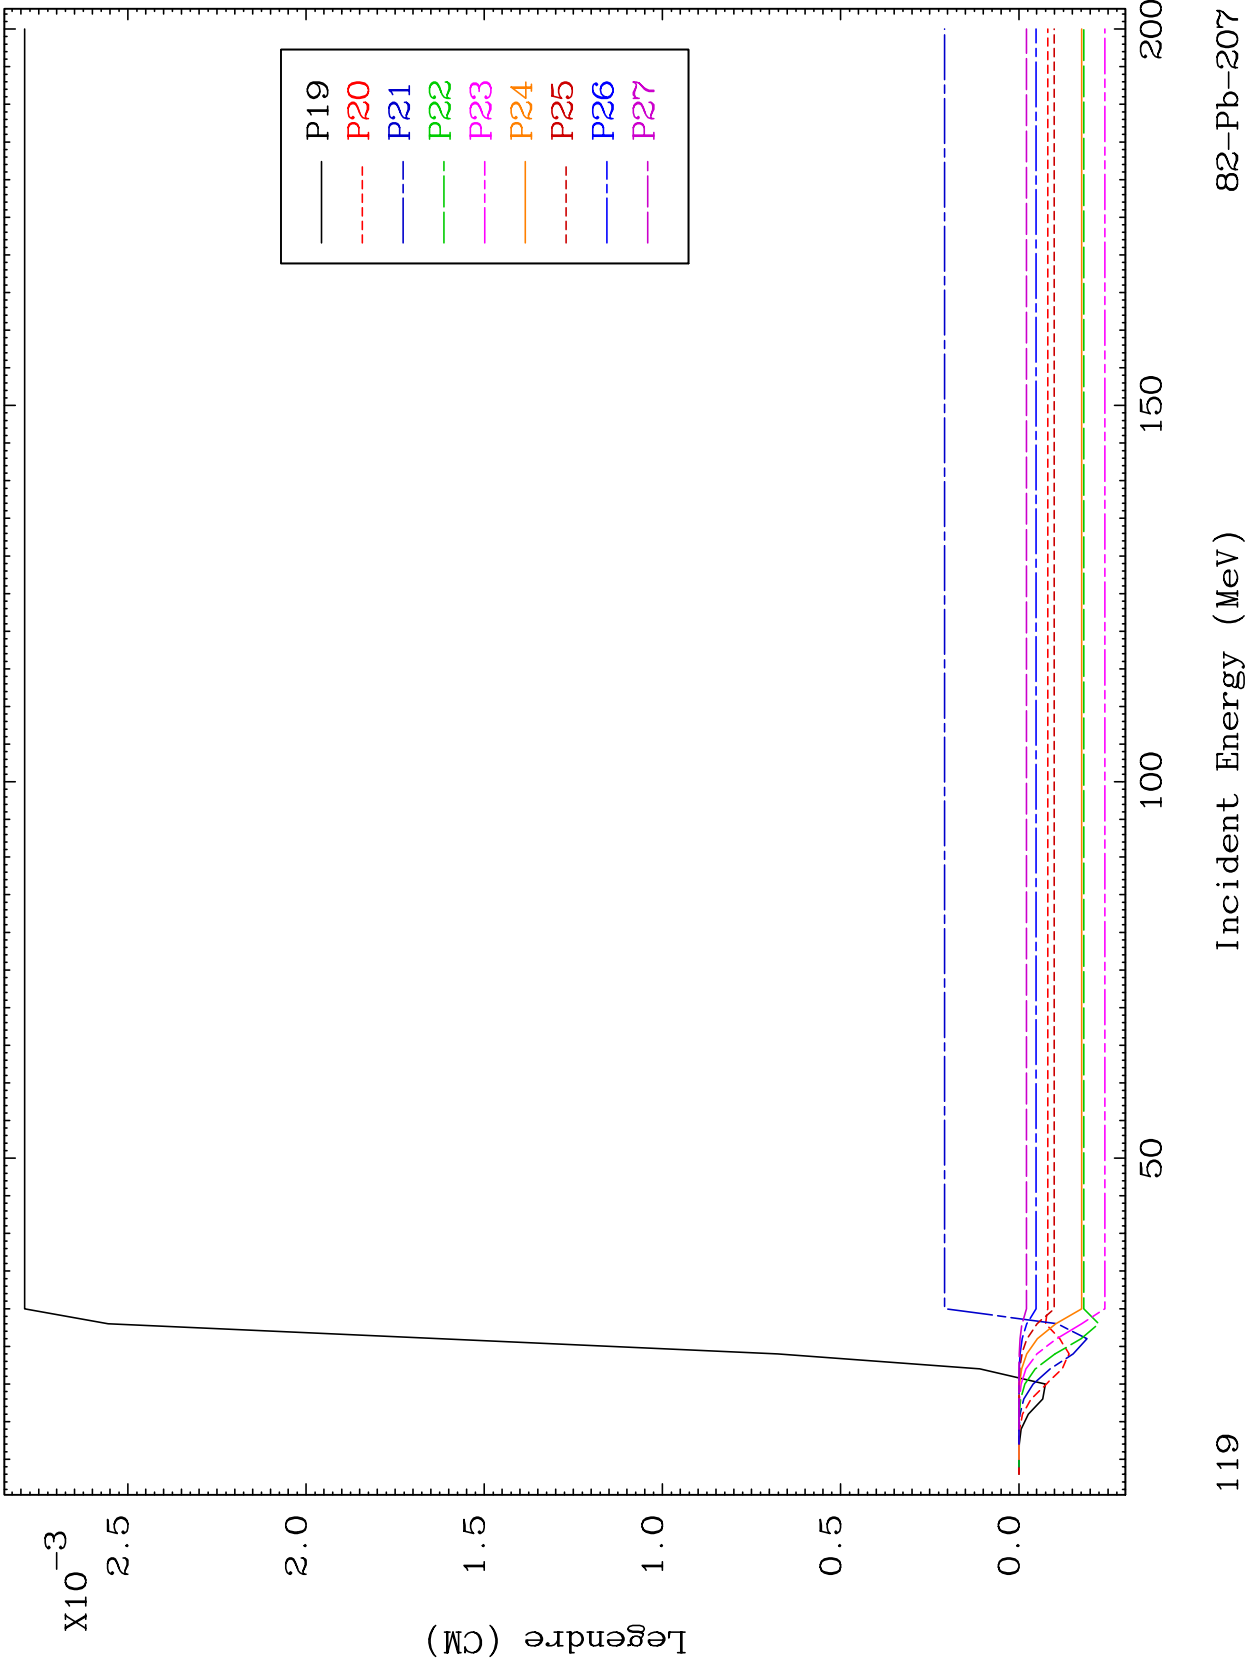 X10-3
2.5
2.0
1.5
1.0
0.5
0.0
Legendre (CM)
P19
P20
P21
P22
P23
P24
P25
P26
P27
50
100
150
200
119
Incident Energy (MeV)
82-Pb-207